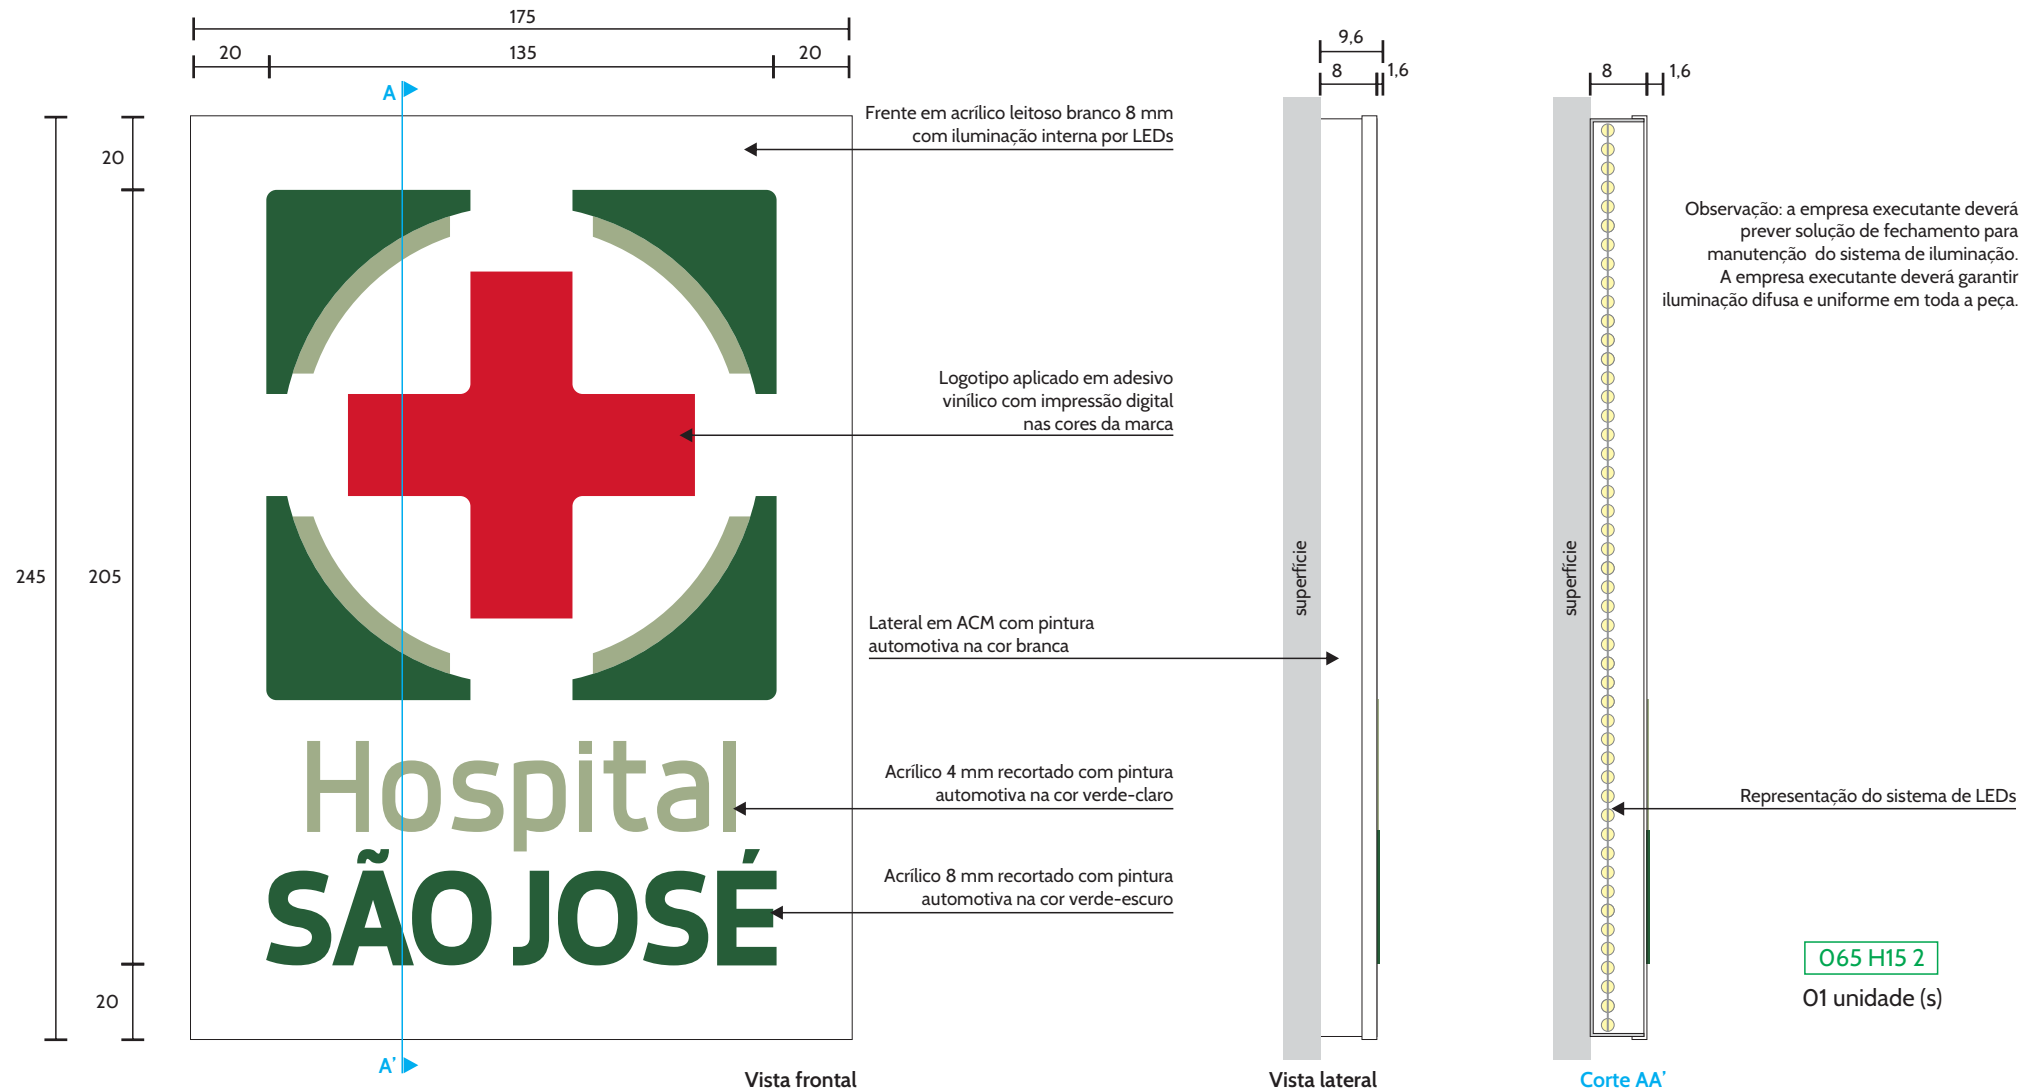 175
20
135
20
A
20
245
205
20
Hospital
SÃO JOSÉ
A'
Vista frontal
Frente em acrílico leitoso branco 8 mm
com iluminação interna por LEDs
Logotipo aplicado em adesivo
vinílico com impressão digital
nas cores da marca
Lateral em ACM com pintura
automotiva na cor branca
Acrílico 4 mm recortado com pintura
automotiva na cor verde-claro
Acrílico 8 mm recortado com pintura
automotiva na cor verde-escuro
9,6
8
1,6
superfície
Vista lateral
8
1,6
superfície
Corte AA'
Observação: a empresa executante deverá
prever solução de fechamento para
manutenção do sistema de iluminação.
A empresa executante deverá garantir
iluminação difusa e uniforme em toda a peça.
Representação do sistema de LEDs
065 H15 2
01 unidade (s)